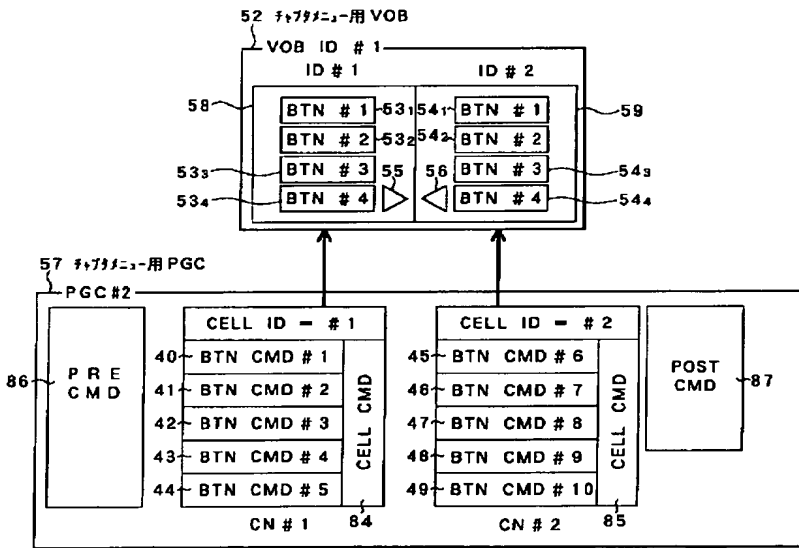 52 チャプタメニュー用 VOB
VOB ID # 1
ID # 1 ID # 2
58 59
BTN # 1 53₁ 54₁ BTN # 1
BTN # 2 53₂ 54₂ BTN # 2
53₃ BTN # 3 55 56 BTN # 3 54₃
53₄ BTN # 4 BTN # 4 54₄
57 チャプタメニュー用 PGC
PGC #2
86 PRE
CMD
CELL ID - # 1
40 BTN CMD # 1
41 BTN CMD # 2
42 BTN CMD # 3
43 BTN CMD # 4
44 BTN CMD # 5
CELL CMD
CN # 1 84
CELL ID - # 2
45 BTN CMD # 6
46 BTN CMD # 7
47 BTN CMD # 8
48 BTN CMD # 9
49 BTN CMD # 10
CELL CMD
CN # 2 85
POST
CMD 87